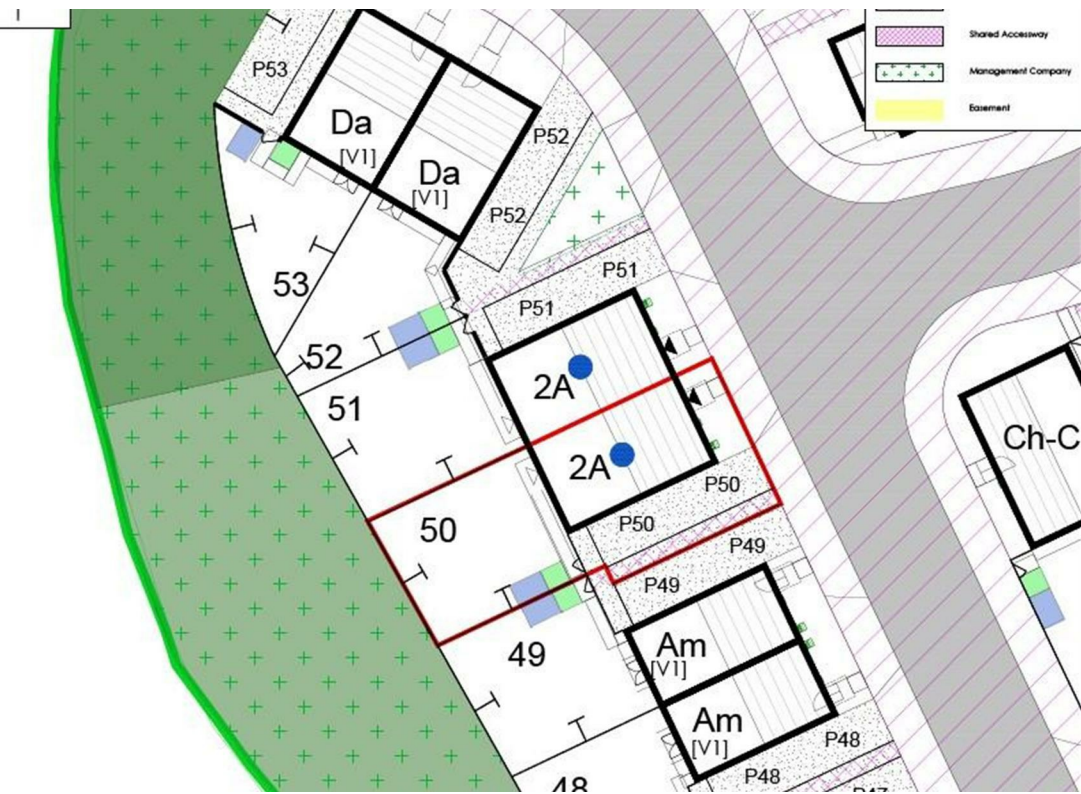 Shared Accessway
Management Company
Easement
P53
Da
[V1]
Da
[V1]
P52
P52
53
P51
P51
52
51
2A
2A
P50
P50
50
P49
P49
Ch-C
49
Am
[V1]
Am
[V1]
P48
P48
48
P47